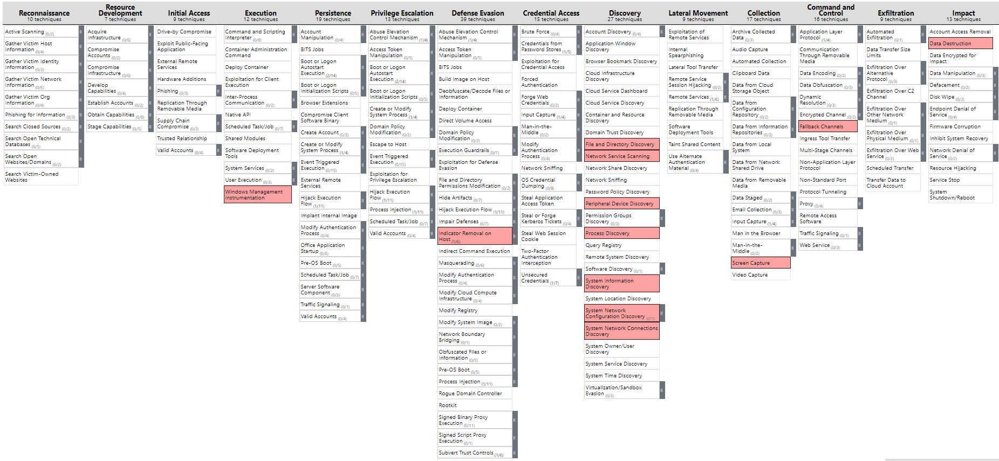 Reconnaissance
10 techniques
Active Scanning (0/2)
Gather Victim Host
Information (0/4)
Gather Victim Identity
Information (0/3)
Gather Victim Network
Information (0/6)
Gather Victim Org
Information (0/4)
Phishing for Information (0/3)
Search Closed Sources (0/2)
Search Open Technical
Databases (0/5)
Search Open
Websites/Domains (0/2)
Search Victim-Owned
Websites
Resource
Development
7 techniques
Acquire
Infrastructure (0/6)
Compromise
Accounts (0/2)
Compromise
Infrastructure (0/6)
Develop
Capabilities (0/4)
Establish Accounts (0/2)
Obtain Capabilities (0/6)
Stage Capabilities (0/5)
Initial Access
9 techniques
Drive-by Compromise
Exploit Public-Facing
Application
External Remote
Services
Hardware Additions
Phishing (0/3)
Replication Through
Removable Media
Supply Chain
Compromise (0/3)
Trusted Relationship
Valid Accounts (0/4)
Execution
12 techniques
Command and Scripting
Interpreter (0/8)
Container Administration
Command
Deploy Container
Exploitation for Client
Execution
Inter-Process
Communication (0/2)
Native API
Scheduled Task/Job (0/7)
Shared Modules
Software Deployment
Tools
System Services (0/2)
User Execution (0/3)
Windows Management
Instrumentation
Persistence
19 techniques
Account
Manipulation (0/4)
BITS Jobs
Boot or Logon
Autostart
Execution (2/14)
Boot or Logon
Initialization Scripts (0/5)
Browser Extensions
Compromise Client
Software Binary
Create Account (0/3)
Create or Modify
System Process (1/4)
Event Triggered
Execution (0/15)
External Remote
Services
Hijack Execution
Flow (1/11)
Implant Internal Image
Modify Authentication
Process (0/4)
Office Application
Startup (0/6)
Pre-OS Boot (0/5)
Scheduled Task/Job (0/7)
Server Software
Component (0/3)
Traffic Signaling (0/1)
Valid Accounts (0/4)
Privilege Escalation
13 techniques
Abuse Elevation
Control Mechanism (1/4)
Access Token
Manipulation (0/5)
Boot or Logon
Autostart
Execution (2/14)
Boot or Logon
Initialization Scripts (0/5)
Create or Modify
System Process (1/4)
Domain Policy
Modification (0/2)
Escape to Host
Event Triggered
Execution (0/15)
Exploitation for
Privilege Escalation
Hijack Execution
Flow (1/11)
Process Injection (1/11)
Scheduled Task/Job (0/7)
Valid Accounts (0/4)
Defense Evasion
39 techniques
Abuse Elevation Control
Mechanism (1/4)
Access Token
Manipulation (0/5)
BITS Jobs
Build Image on Host
Deobfuscate/Decode Files or
Information
Deploy Container
Direct Volume Access
Domain Policy
Modification (0/2)
Execution Guardrails (0/1)
Exploitation for Defense
Evasion
File and Directory
Permissions Modification (0/2)
Hide Artifacts (0/7)
Hijack Execution Flow (1/11)
Impair Defenses (0/7)
Indicator Removal on
Host (1/6)
Indirect Command Execution
Masquerading (0/6)
Modify Authentication
Process (0/4)
Modify Cloud Compute
Infrastructure (0/4)
Modify Registry
Modify System Image (0/2)
Network Boundary
Bridging (0/1)
Obfuscated Files or
Information (0/5)
Pre-OS Boot (0/5)
Process Injection (1/11)
Rogue Domain Controller
Rootkit
Signed Binary Proxy
Execution (0/11)
Signed Script Proxy
Execution (0/1)
Subvert Trust Controls (1/6)
Credential Access
15 techniques
Brute Force (0/4)
Credentials from
Password Stores (1/5)
Exploitation for
Credential Access
Forced
Authentication
Forge Web
Credentials (0/2)
Input Capture (1/4)
Man-in-the-
Middle (0/2)
Modify
Authentication
Process (0/4)
Network Sniffing
OS Credential
Dumping (0/8)
Steal Application
Access Token
Steal or Forge
Kerberos Tickets (0/4)
Steal Web Session
Cookie
Two-Factor
Authentication
Interception
Unsecured
Credentials (1/7)
Discovery
27 techniques
Account Discovery (0/4)
Application Window
Discovery
Browser Bookmark Discovery
Cloud Infrastructure
Discovery
Cloud Service Dashboard
Cloud Service Discovery
Container and Resource
Discovery
Domain Trust Discovery
File and Directory Discovery
Network Service Scanning
Network Share Discovery
Network Sniffing
Password Policy Discovery
Peripheral Device Discovery
Permission Groups
Discovery (0/3)
Process Discovery
Query Registry
Remote System Discovery
Software Discovery (0/1)
System Information
Discovery
System Location Discovery
System Network
Configuration Discovery (0/1)
System Network Connections
Discovery
System Owner/User
Discovery
System Service Discovery
System Time Discovery
Virtualization/Sandbox
Evasion (0/3)
Lateral Movement
9 techniques
Exploitation of
Remote Services
Internal
Spearphishing
Lateral Tool Transfer
Remote Service
Session Hijacking (0/2)
Remote Services (1/6)
Replication Through
Removable Media
Software
Deployment Tools
Taint Shared Content
Use Alternate
Authentication
Material (0/4)
Collection
17 techniques
Archive Collected
Data (0/3)
Audio Capture
Automated Collection
Clipboard Data
Data from Cloud
Storage Object
Data from
Configuration
Repository (0/2)
Data from Information
Repositories (0/2)
Data from Local
System
Data from Network
Shared Drive
Data from Removable
Media
Data Staged (0/2)
Email Collection (0/3)
Input Capture (1/4)
Man in the Browser
Man-in-the-
Middle (0/2)
Screen Capture
Video Capture
Command and
Control
16 techniques
Application Layer
Protocol (1/4)
Communication
Through Removable
Media
Data Encoding (0/2)
Data Obfuscation (0/3)
Dynamic
Resolution (0/3)
Encrypted Channel (0/2)
Fallback Channels
Ingress Tool Transfer
Multi-Stage Channels
Non-Application Layer
Protocol
Non-Standard Port
Protocol Tunneling
Proxy (0/4)
Remote Access
Software
Traffic Signaling (0/1)
Web Service (0/3)
Exfiltration
9 techniques
Automated
Exfiltration (0/1)
Data Transfer Size
Limits
Exfiltration Over
Alternative
Protocol (0/3)
Exfiltration Over C2
Channel
Exfiltration Over
Other Network
Medium (0/1)
Exfiltration Over
Physical Medium (0/1)
Exfiltration Over Web
Service (0/2)
Scheduled Transfer
Transfer Data to
Cloud Account
Impact
13 techniques
Account Access Removal
Data Destruction
Data Encrypted for
Impact
Data Manipulation (0/3)
Defacement (0/2)
Disk Wipe (0/2)
Endpoint Denial of
Service (0/4)
Firmware Corruption
Inhibit System Recovery
Network Denial of
Service (0/2)
Resource Hijacking
Service Stop
System
Shutdown/Reboot